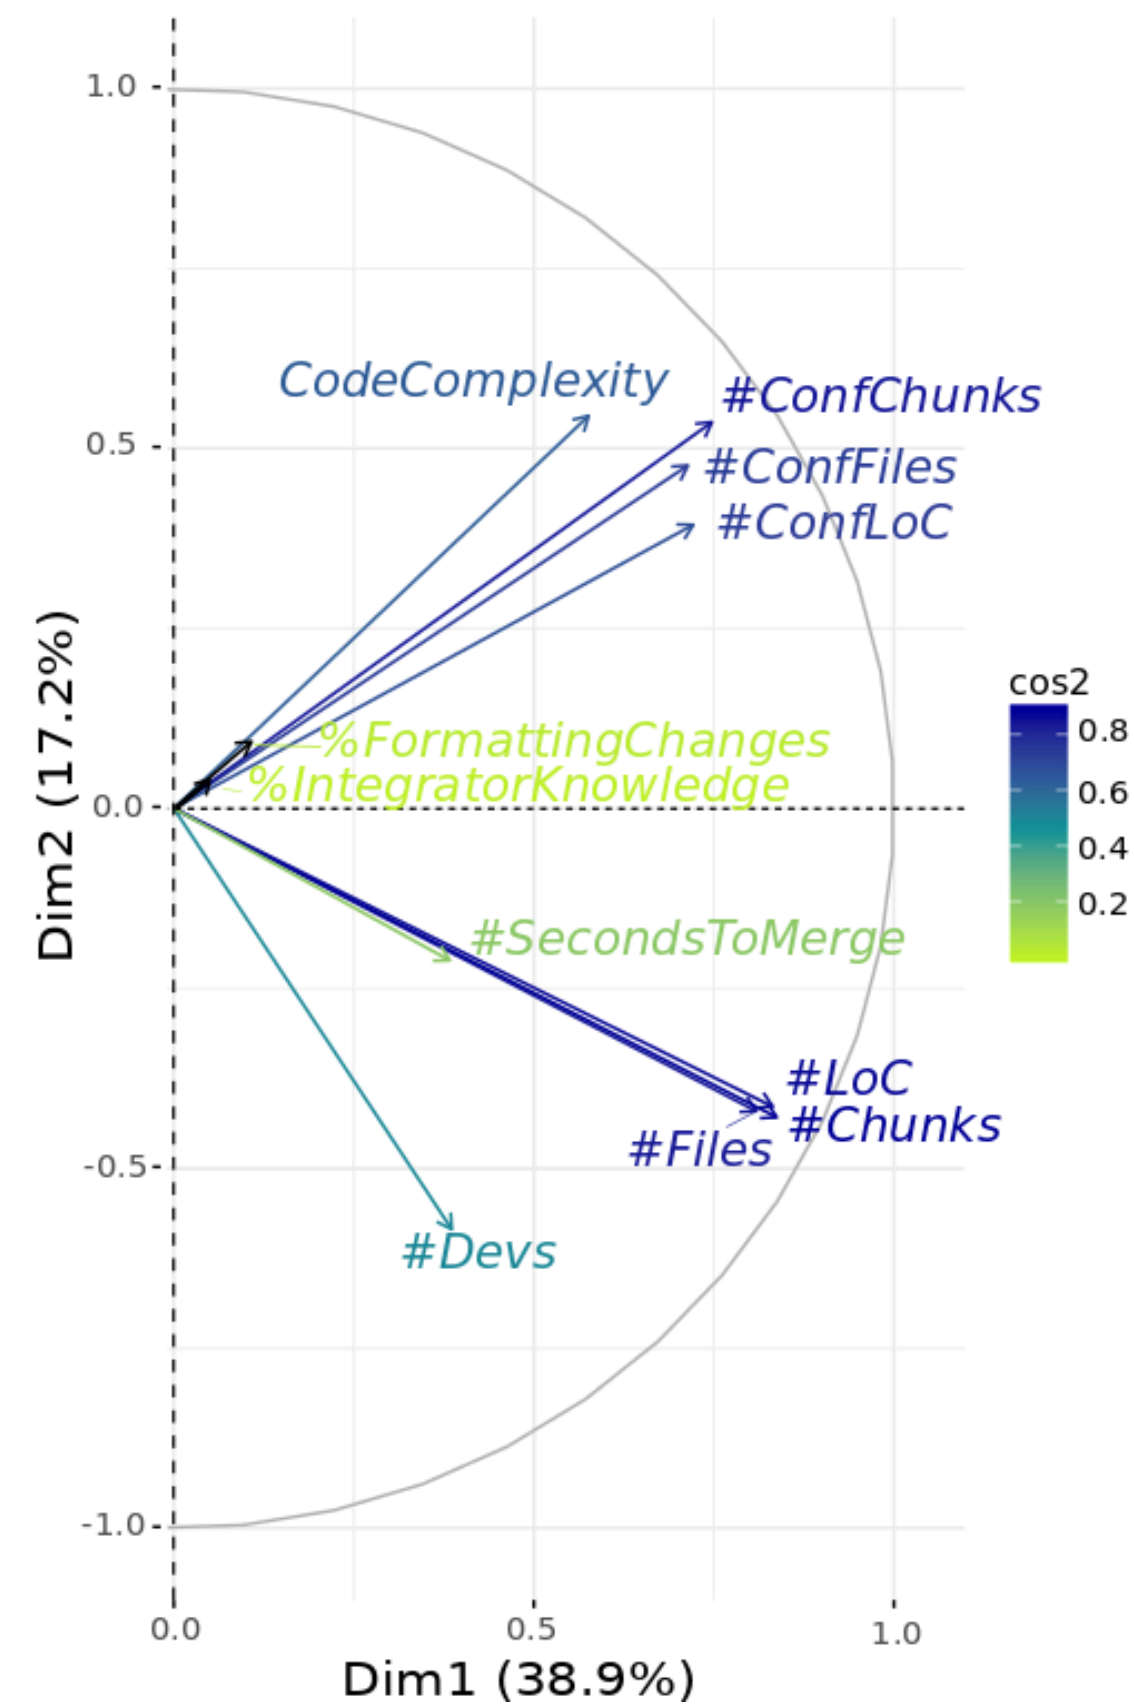 1.0
CodeComplexity
#ConfChunks
0.5
#ConfFiles
#ConfLoC
Dim2 (17.2%)
cos2
0.8
%FormattingChanges
%IntegratorKnowledge
0.6
0.0
0.4
0.2
#SecondsToMerge
#LoC
#Chunks
#Files
-0.5
#Devs
-1.0
0.0 0.5 1.0
Dim1 (38.9%)